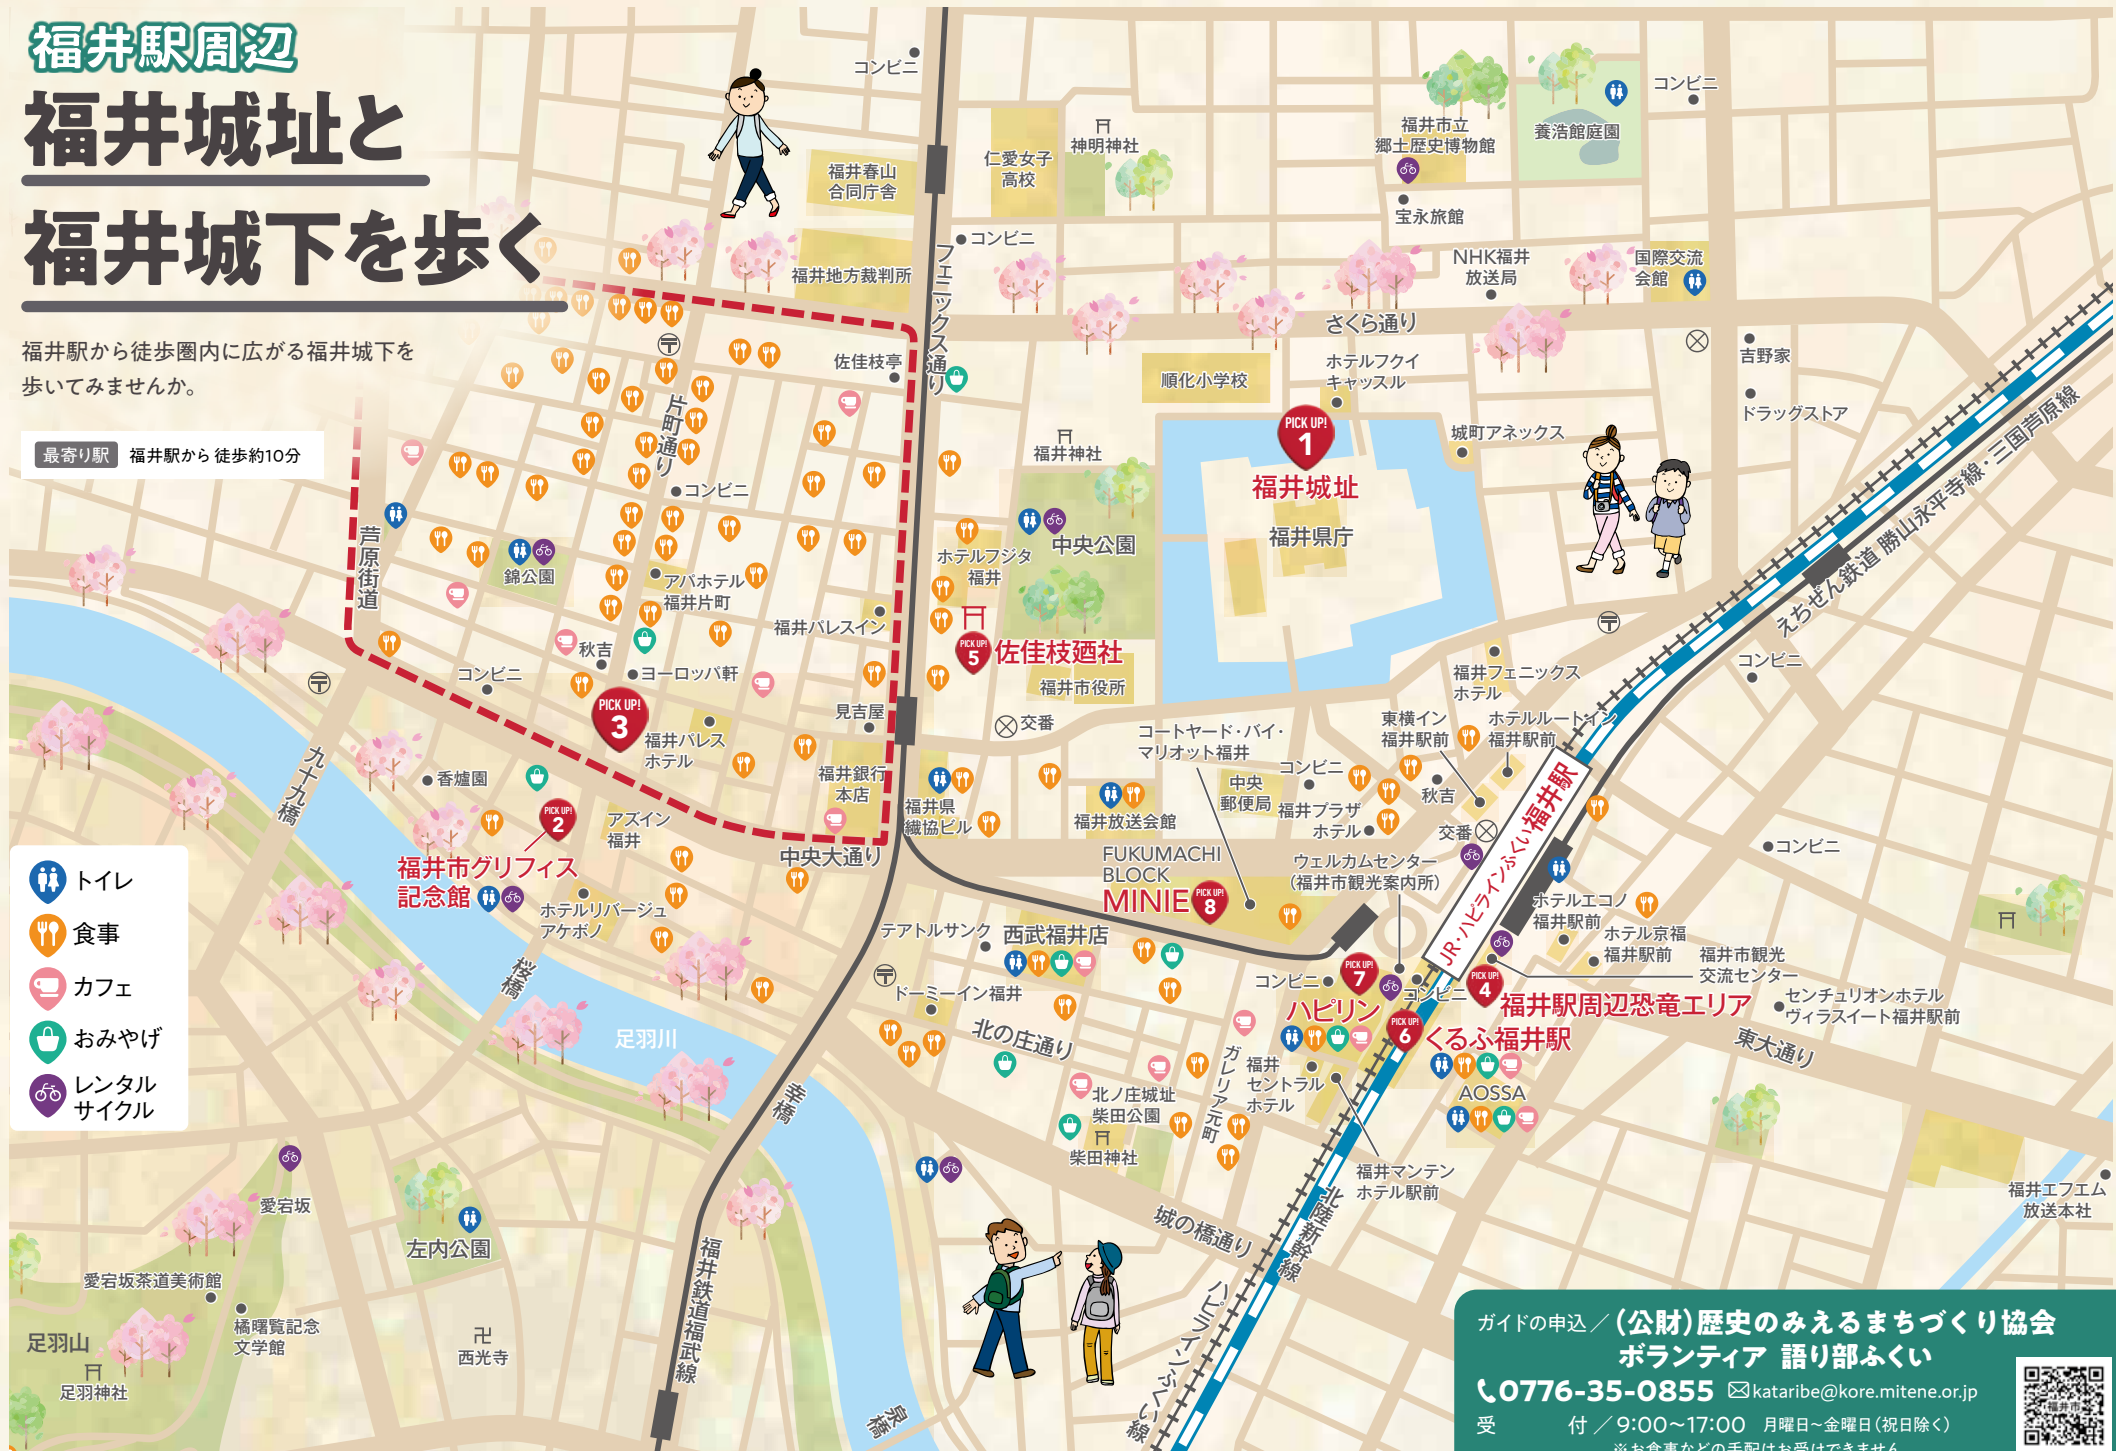 福井駅周辺
福井城址と
福井城下を歩く
福井駅から徒歩圏内に広がる福井城下を
歩いてみませんか。
最寄り駅 福井駅から 徒歩約10分
コンビニ
福井春山
合同庁舎
福井地方裁判所
仁愛女子
高校
神明神社
コンビニ
フェニックス通り
福井市立
郷土歴史博物館
宝永旅館
養浩館庭園
コンビニ
NHK福井
放送局
国際交流
会館
さくら通り
吉野家
ドラッグストア
順化小学校
ホテルフクイ
キャッスル
城町アネックス
PICK UP!
1
福井城址
福井県庁
福井神社
中央公園
佐佳枝亭
片町通り
コンビニ
芦原街道
錦公園
アパホテル
福井片町
福井パレスイン
ホテルフジタ
福井
PICK UP!
5
佐佳枝廼社
福井市役所
秋吉
ヨーロッパ軒
コンビニ
PICK UP!
3
福井パレス
ホテル
見吉屋
福井銀行
本店
交番
えちぜん鉄道 勝山永平寺線・三国芦原線
コンビニ
福井フェニックス
ホテル
東横イン
福井駅前
ホテルルートイン
福井駅前
コートヤード・バイ・
マリオット福井
中央
郵便局
コンビニ
福井プラザ
ホテル
秋吉
交番
福井県
繊協ビル
福井放送会館
九十九橋
香爐園
PICK UP!
2
福井市グリフィス
記念館
アズイン
福井
ホテルリバージュ
アケボノ
中央大通り
FUKUMACHI
BLOCK
MINIE
PICK UP!
8
ウェルカムセンター
(福井市観光案内所)
JR・ハピラインふくい福井駅
コンビニ
ホテルエコノ
福井駅前
ホテル京福
福井駅前
福井市観光
交流センター
トイレ
食事
カフェ
おみやげ
レンタル
サイクル
桜橋
足羽川
テアトルサンク
西武福井店
ドーミーイン福井
北の庄通り
コンビニ
PICK UP!
7
ハピリン
コンビニ
PICK UP!
4
福井駅周辺恐竜エリア
PICK UP!
6
くるふ福井駅
AOSSA
センチュリオンホテル
ヴィラスイート福井駅前
東大通り
幸橋
北ノ庄城址
柴田公園
柴田神社
ガレリア元町
福井
セントラル
ホテル
福井マンテン
ホテル駅前
福井エフエム
放送本社
愛宕坂
左内公園
愛宕坂茶道美術館
橘曙覧記念
文学館
足羽山
足羽神社
西光寺
福井鉄道福武線
城の橋通り
北陸新幹線
ハピラインふくい線
泉橋
ガイドの申込／(公財)歴史のみえるまちづくり協会
ボランティア 語り部ふくい
0776-35-0855 kataribe@kore.mitene.or.jp
受 付／9:00〜17:00 月曜日〜金曜日(祝日除く)
※お食事などの手配はお受けできません
福井市